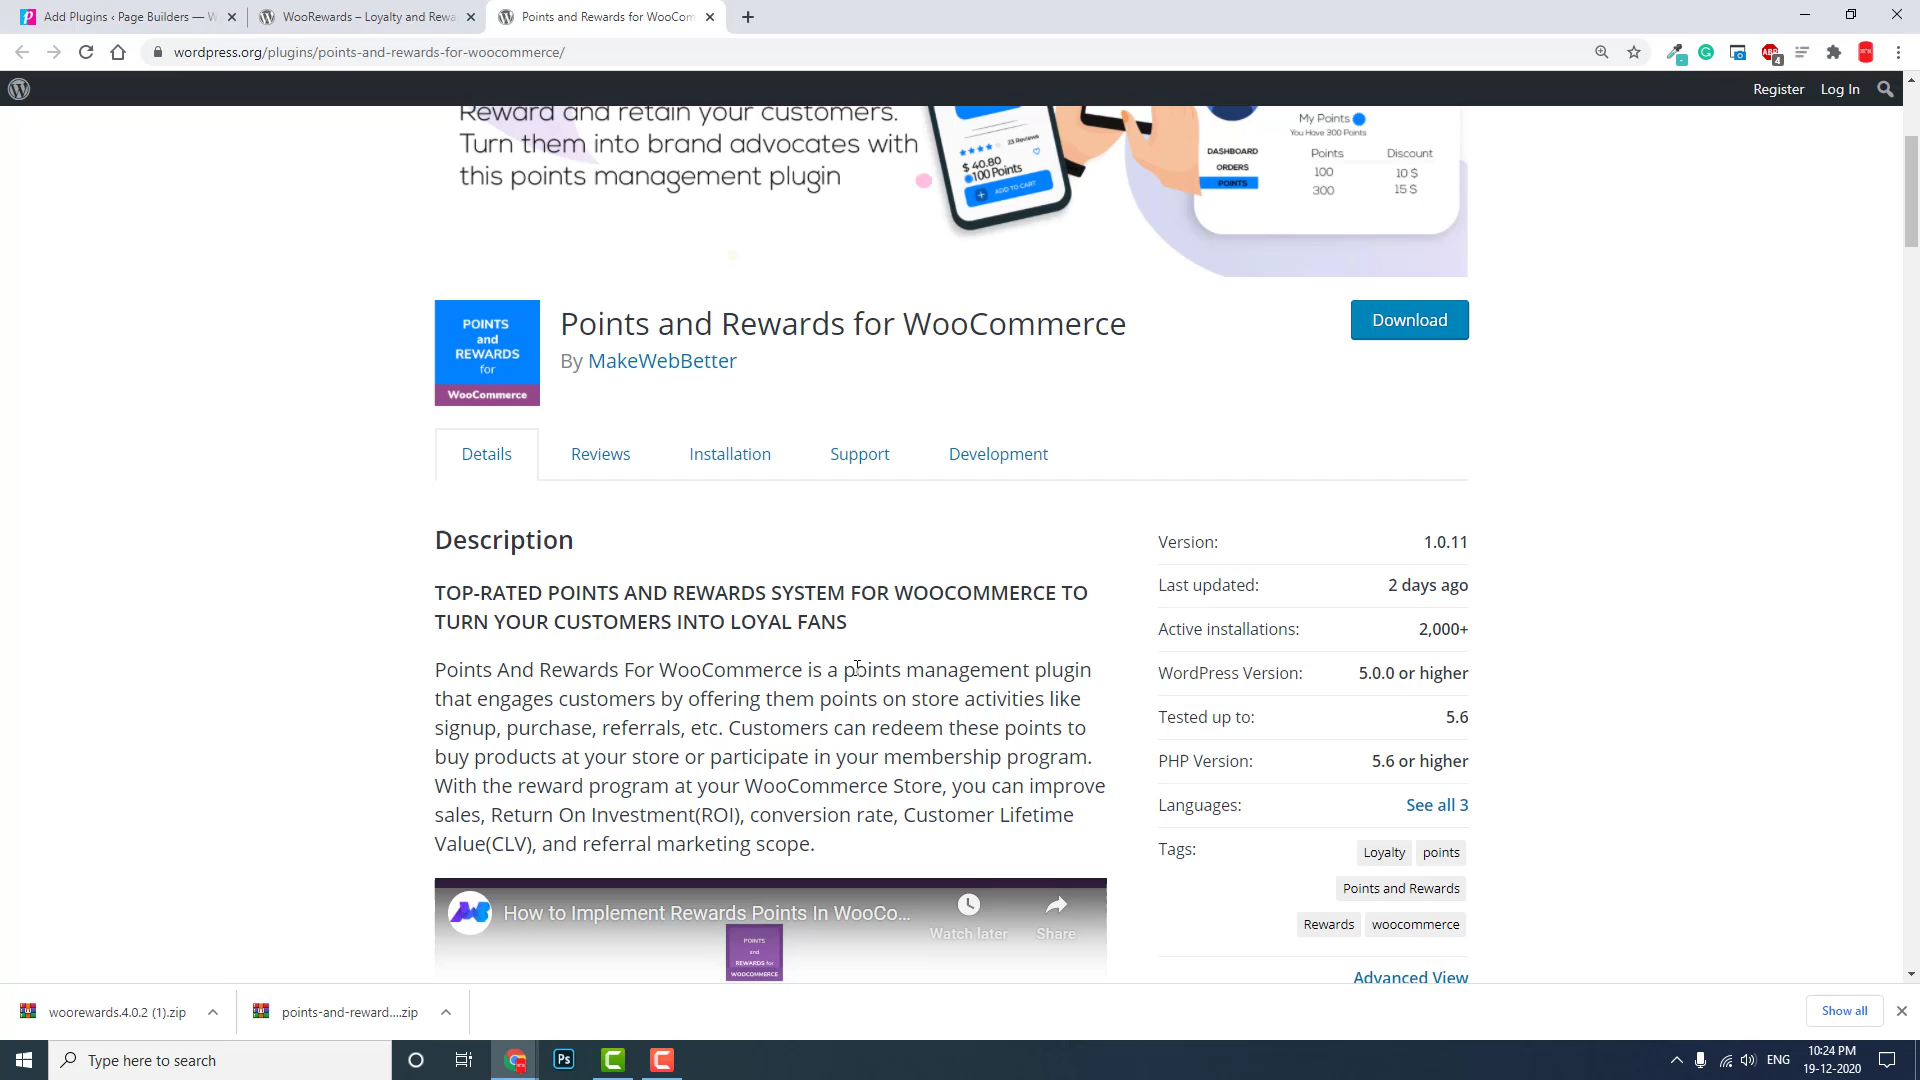 Add Plugins ‹ Page Builders — W
WooRewards – Loyalty and Rewa
Points and Rewards for WooCom
wordpress.org/plugins/points-and-rewards-for-woocommerce/
ABP
4
Register
Log In
Reward and retain your customers.
Turn them into brand advocates with
this points management plugin
23 Reviews
$ 40.80
100 Points
ADD TO CART
My Points
You Have 300 Points
DASHBOARD
Points
Discount
ORDERS
100
10 $
POINTS
300
15 $
POINTS
and
REWARDS
for
WooCommerce
Points and Rewards for WooCommerce
By MakeWebBetter
Download
Details
Reviews
Installation
Support
Development
Description
TOP-RATED POINTS AND REWARDS SYSTEM FOR WOOCOMMERCE TO
TURN YOUR CUSTOMERS INTO LOYAL FANS
Points And Rewards For WooCommerce is a points management plugin
that engages customers by offering them points on store activities like
signup, purchase, referrals, etc. Customers can redeem these points to
buy products at your store or participate in your membership program.
With the reward program at your WooCommerce Store, you can improve
sales, Return On Investment(ROI), conversion rate, Customer Lifetime
Value(CLV), and referral marketing scope.
How to Implement Rewards Points In WooCo...
Watch later
Share
POINTS
and
REWARDS for
WOOCOMMERCE
Version: 1.0.11
Last updated: 2 days ago
Active installations: 2,000+
WordPress Version: 5.0.0 or higher
Tested up to: 5.6
PHP Version: 5.6 or higher
Languages: See all 3
Tags: Loyalty points
Points and Rewards
Rewards woocommerce
Advanced View
woorewards.4.0.2 (1).zip
points-and-reward....zip
Show all
Type here to search
Ps
ENG
10:24 PM
19-12-2020